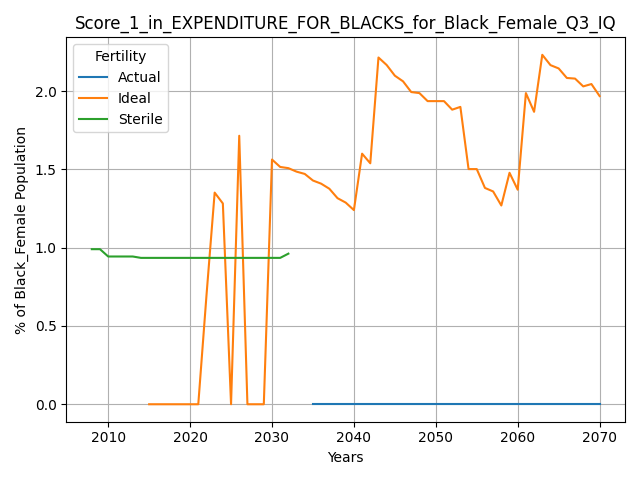 Score_1_in_EXPENDITURE_FOR_BLACKS_for_Black_Female_Q3_IQ
Fertility
Actual
Ideal
Sterile
% of Black_Female Population
2.0
1.5
1.0
0.5
0.0
2010 2020 2030 2040 2050 2060 2070
Years